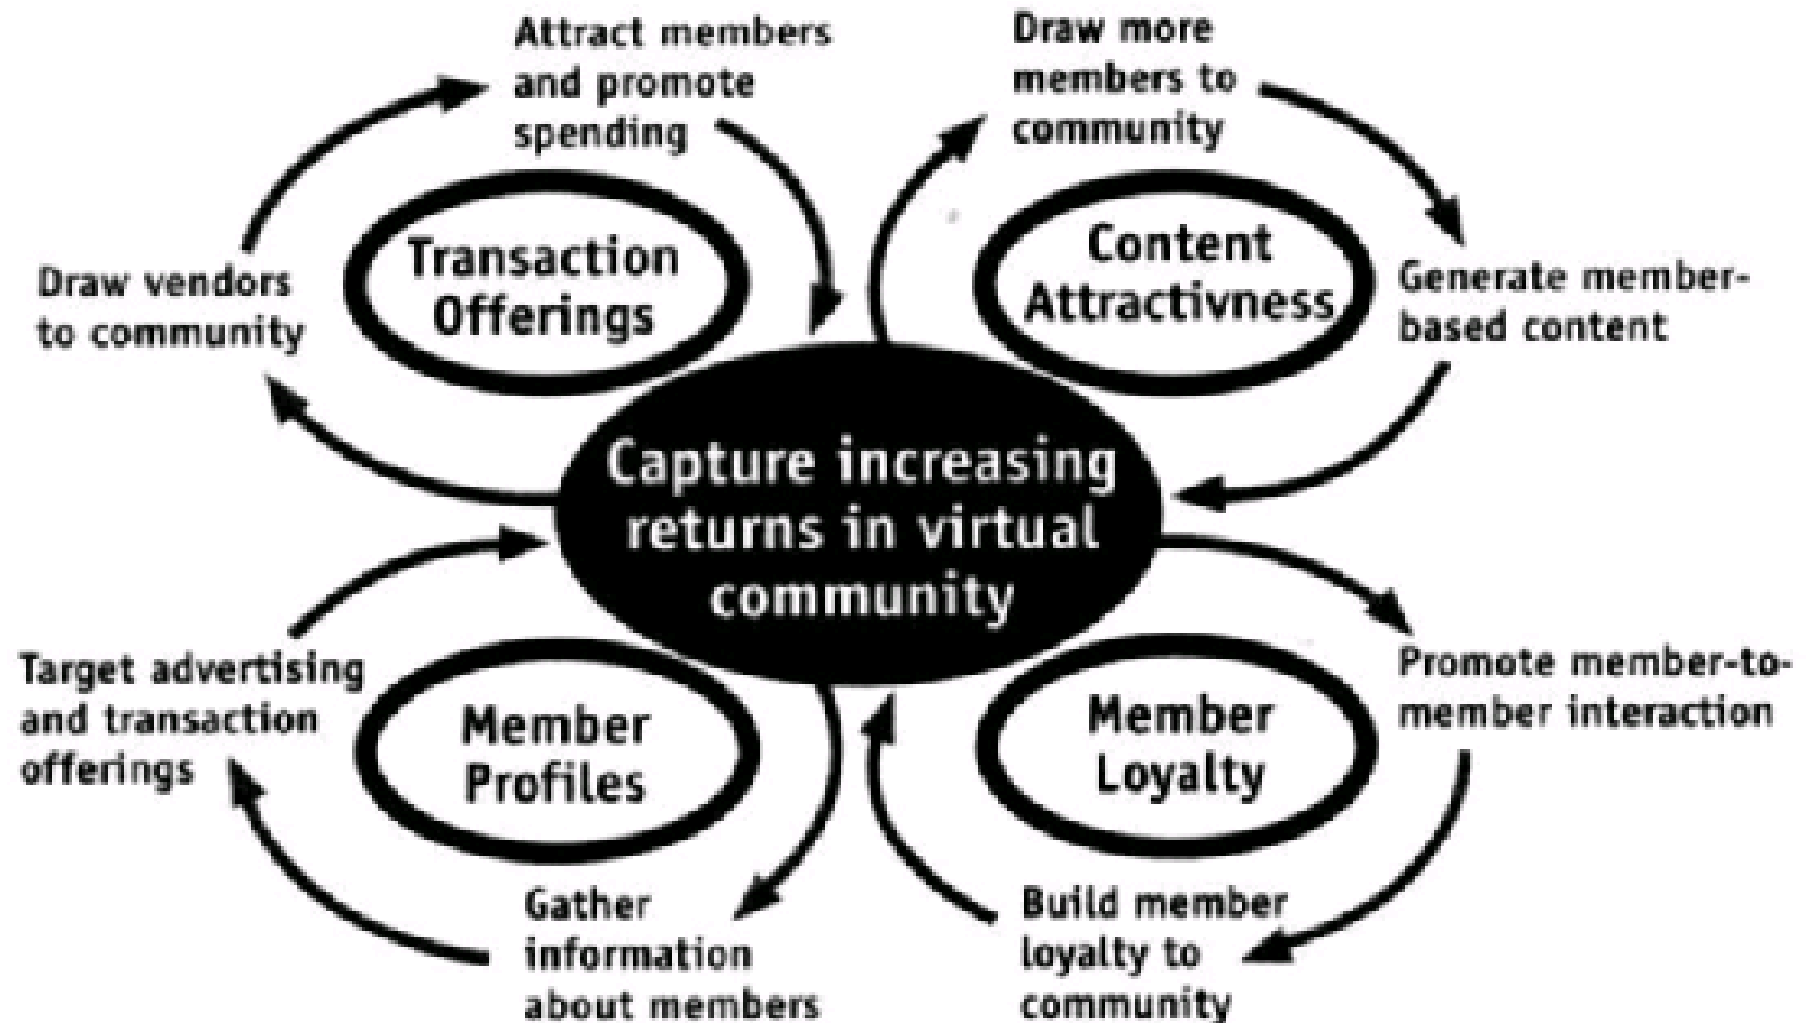 Attract members
and promote
spending
Draw more
members to
community
Transaction
Offerings
Content
Attractivness
Draw vendors
to community
Generate member-
based content
Capture increasing
returns in virtual
community
Target advertising
and transaction
offerings
Member
Profiles
Member
Loyalty
Promote member-to-
member interaction
Gather
information
about members
Build member
loyalty to
community